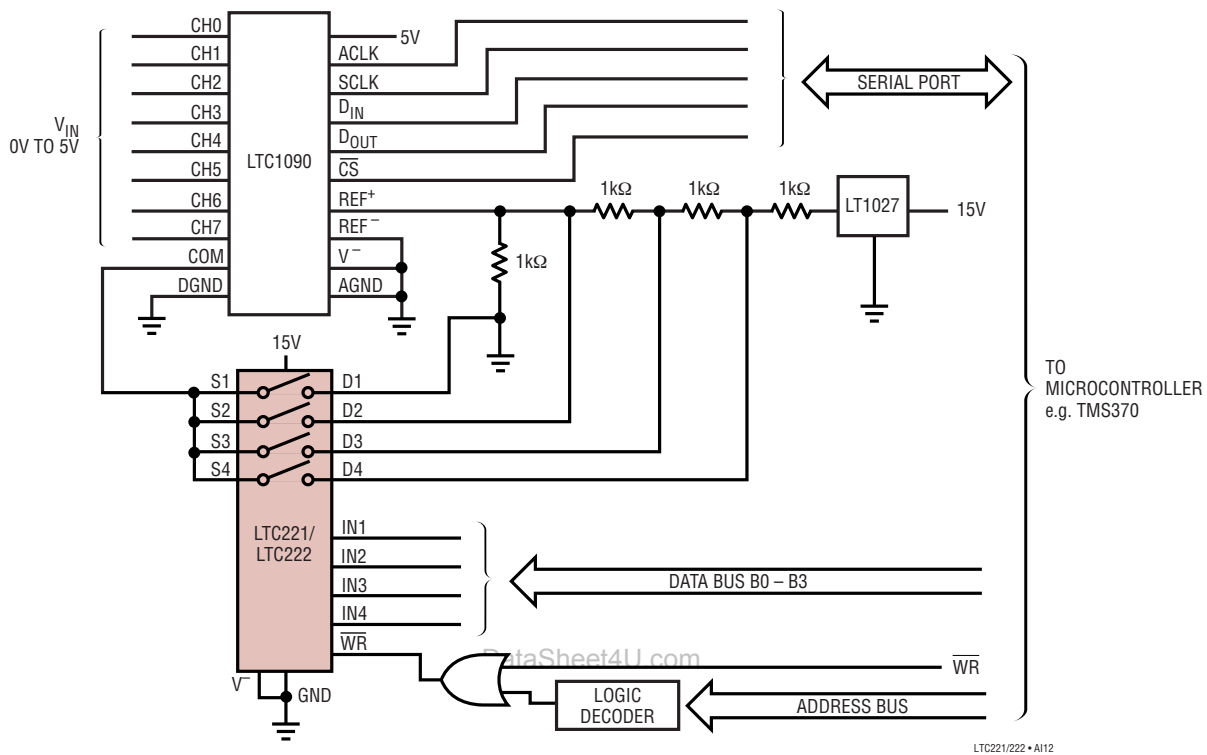 CH0
CH1
CH2
CH3
CH4
CH5
CH6
CH7
COM
DGND
V_IN
0V TO 5V
LTC1090
5V
ACLK
SCLK
D_IN
D_OUT
C̅S̅
REF+
REF–
V–
AGND
SERIAL PORT
1kΩ
1kΩ
1kΩ
LT1027
15V
1kΩ
15V
S1
S2
S3
S4
D1
D2
D3
D4
LTC221/
LTC222
IN1
IN2
IN3
IN4
W̅R̅
V–
GND
DATA BUS B0 – B3
DataSheet4U.com
W̅R̅
LOGIC
DECODER
ADDRESS BUS
TO
MICROCONTROLLER
e.g. TMS370
LTC221/222 • AI12